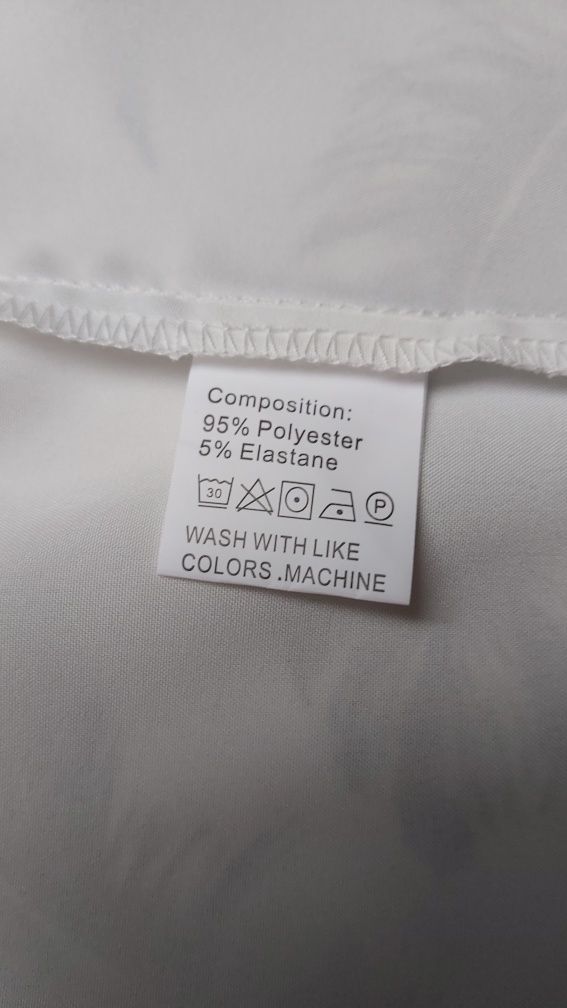 Composition:
95% Polyester
5% Elastane
30 P
WASH WITH LIKE
COLORS .MACHINE